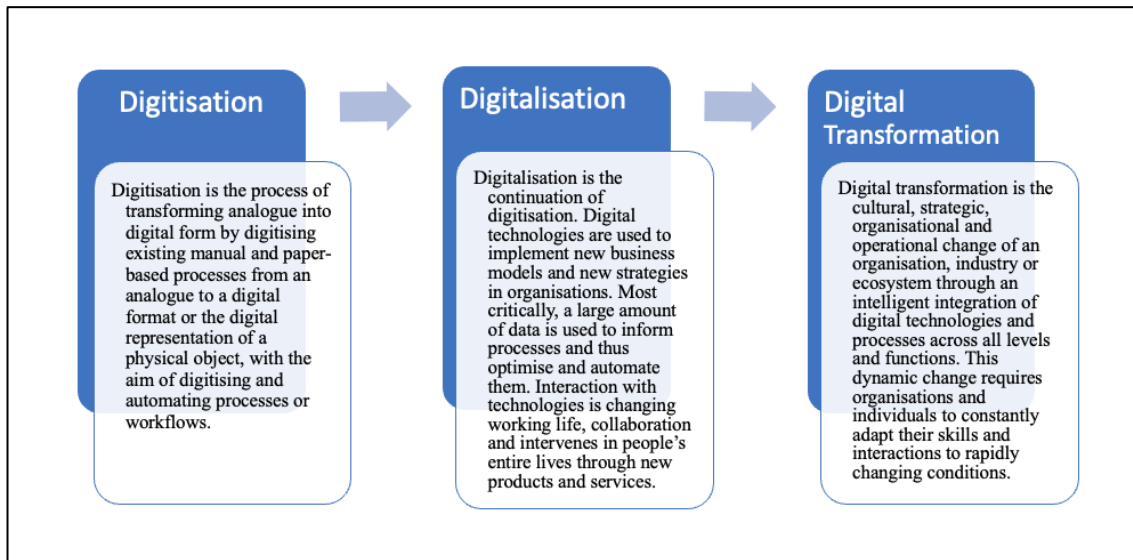 Digitisation
Digitisation is the process of
transforming analogue into
digital form by digitising
existing manual and paper-
based processes from an
analogue to a digital
format or the digital
representation of a
physical object, with the
aim of digitising and
automating processes or
workflows.
Digitalisation
Digitalisation is the
continuation of
digitisation. Digital
technologies are used to
implement new business
models and new strategies
in organisations. Most
critically, a large amount
of data is used to inform
processes and thus
optimise and automate
them. Interaction with
technologies is changing
working life, collaboration
and intervenes in people’s
entire lives through new
products and services.
Digital
Transformation
Digital transformation is the
cultural, strategic,
organisational and
operational change of an
organisation, industry or
ecosystem through an
intelligent integration of
digital technologies and
processes across all levels
and functions. This
dynamic change requires
organisations and
individuals to constantly
adapt their skills and
interactions to rapidly
changing conditions.